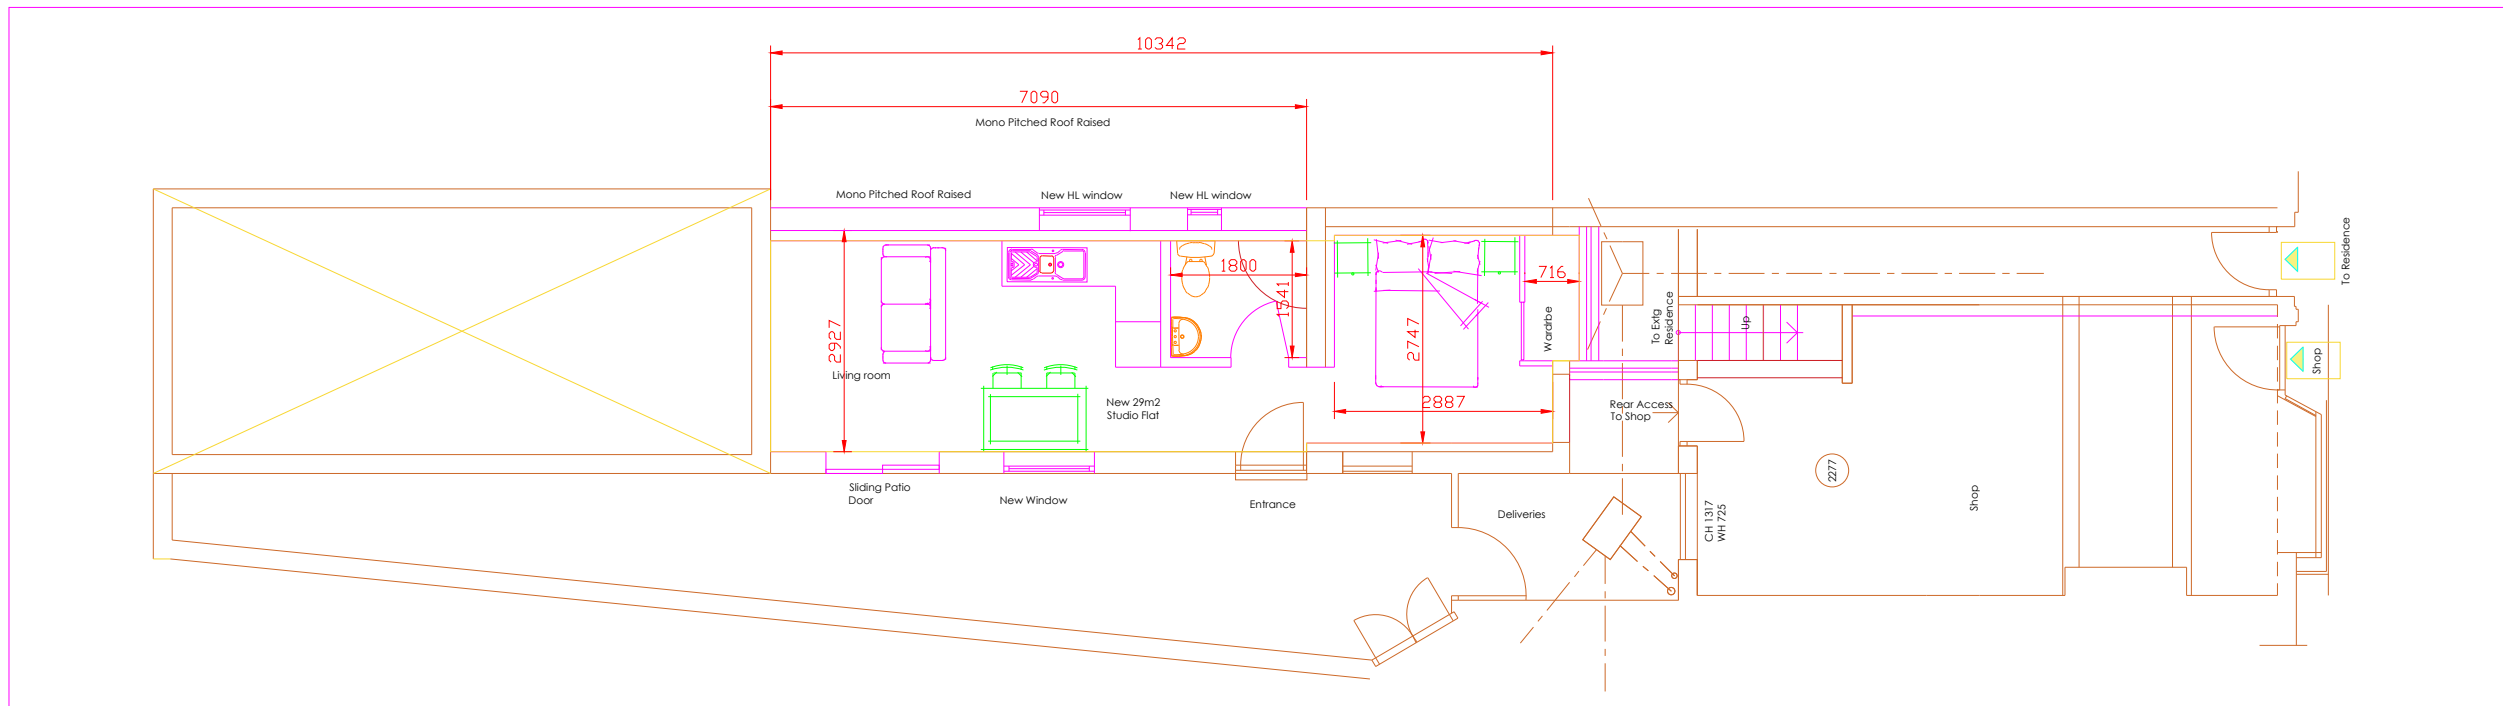 10342
7090
Mono Pitched Roof Raised
Mono Pitched Roof Raised
New HL window
New HL window
To Residence
1800
716
1541
2927
2747
Wardrbe
To Extg
Residence
Up
Shop
Living room
New 29m2
Studio Flat
2887
Rear Access
To Shop
2277
Sliding Patio
Door
New Window
Entrance
Deliveries
CH 1317
WH 725
Shop